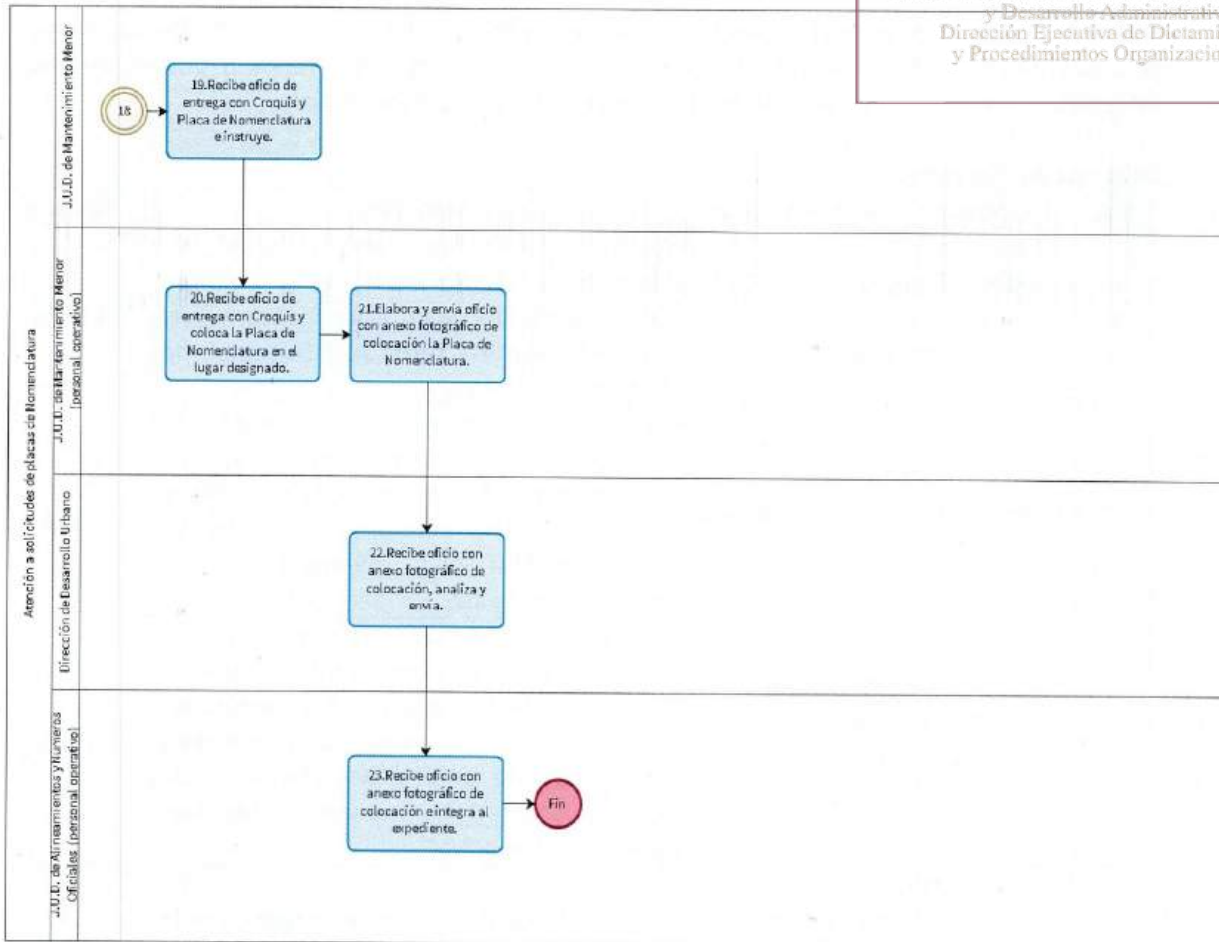 y Desarrollo Administrativ
Dirección Ejecutiva de Dictami
y Procedimientos Organizacio
Atención a solicitudes de placas de Nomenclatura
J.U.D. de Mantenimiento Menor
18
19.Recibe oficio de
entrega con Croquis y
Placa de Nomenclatura
e instruye.
J.U.D. de Mantenimiento Menor
(personal operativo)
20.Recibe oficio de
entrega con Croquis y
coloca la Placa de
Nomenclatura en el
lugar designado.
21.Elabora y envía oficio
con anexo fotográfico de
colocación la Placa de
Nomenclatura.
Dirección de Desarrollo Urbano
22.Recibe oficio con
anexo fotográfico de
colocación, analiza y
envía.
J.U.D. de Alineamientos y Números
Oficiales (personal operativo)
23.Recibe oficio con
anexo fotográfico de
colocación e integra al
expediente.
Fin